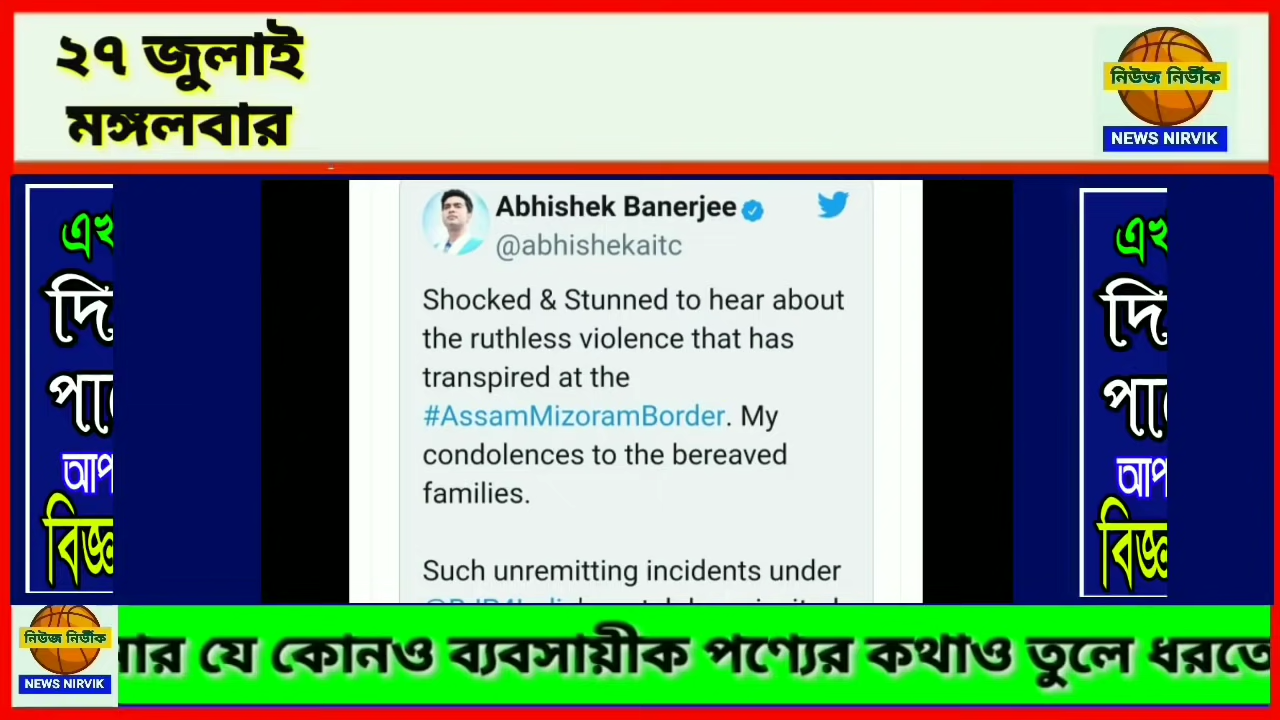 ২৭ জুলাই
মঙ্গলবার
নিউজ নির্ভীক
NEWS NIRVIK
Abhishek Banerjee
@abhishekaitc
Shocked & Stunned to hear about
the ruthless violence that has
transpired at the
#AssamMizoramBorder. My
condolences to the bereaved
families.
Such unremitting incidents under
নিউজ নির্ভীক
NEWS NIRVIK
যে কোনও ব্যবসায়ীক পণ্যের কথাও তুলে ধরতে